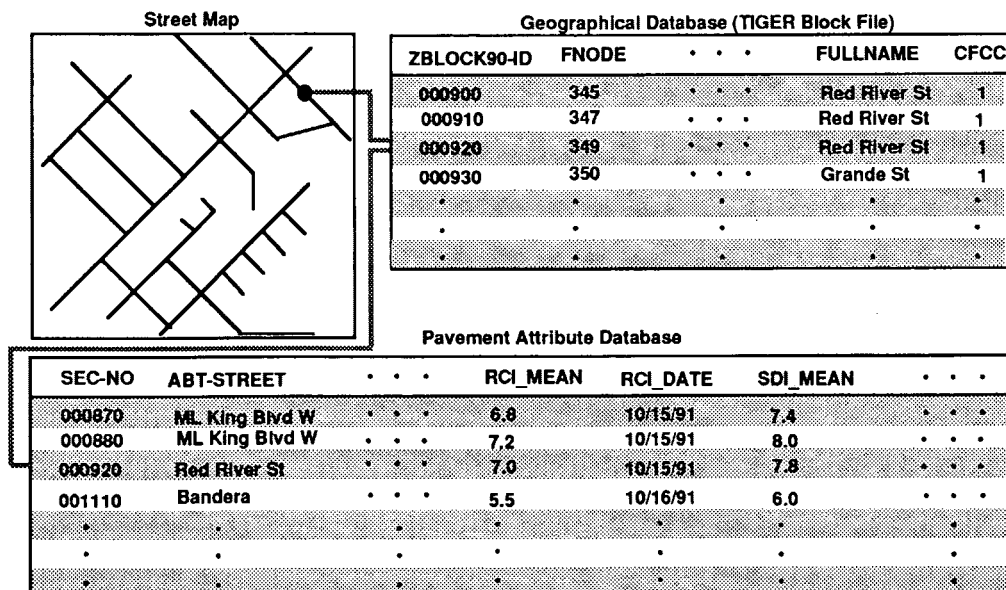 Street Map
Geographical Database (TIGER Block File)
ZBLOCK90-ID FNODE • • • FULLNAME CFCC
000900 345 • • • Red River St 1
000910 347 • • • Red River St 1
000920 349 • • • Red River St 1
000930 350 • • • Grande St 1
Pavement Attribute Database
SEC-NO ABT-STREET • • • RCI_MEAN RCI_DATE SDI_MEAN • • •
000870 ML King Blvd W • • • 6.8 10/15/91 7.4 • • •
000880 ML King Blvd W • • • 7.2 10/15/91 8.0 • • •
000920 Red River St • • • 7.0 10/15/91 7.8 • • •
001110 Bandera • • • 5.5 10/16/91 6.0 • • •